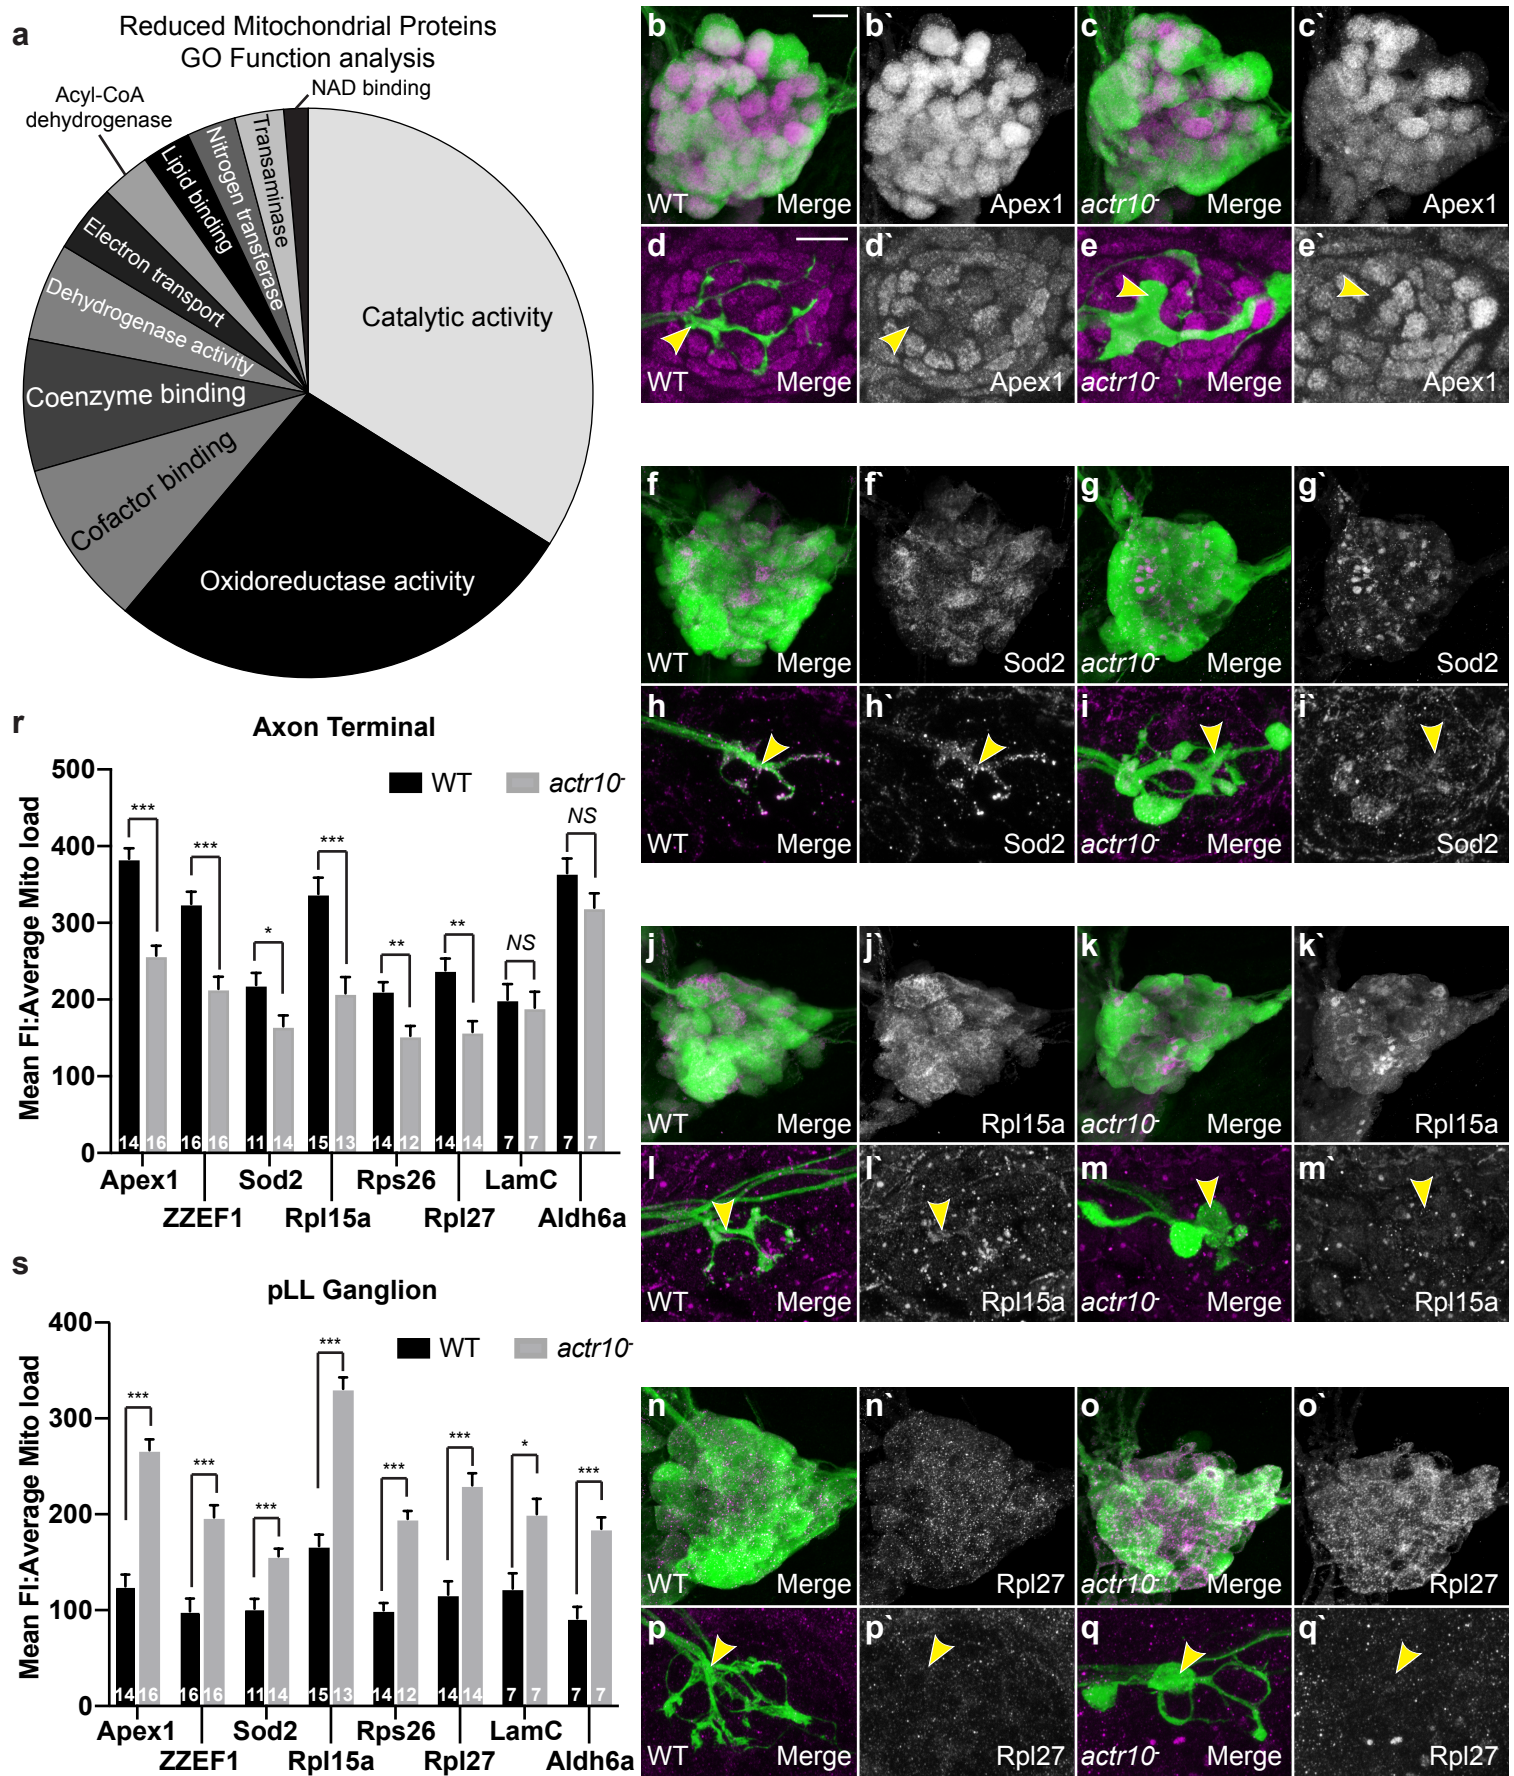 a
Reduced Mitochondrial Proteins
GO Function analysis
NAD binding
Acyl-CoA
dehydrogenase
Lipid binding
Nitrogen transferase
Transaminase
Electron transport
Dehydrogenase activity
Coenzyme binding
Cofactor binding
Catalytic activity
Oxidoreductase activity
b
WT Merge
b`
Apex1
c
actr10- Merge
c`
Apex1
d
WT Merge
d`
Apex1
e
actr10- Merge
e`
Apex1
f
WT Merge
f`
Sod2
g
actr10- Merge
g`
Sod2
h
WT Merge
h`
Sod2
i
actr10- Merge
i`
Sod2
j
WT Merge
j`
Rpl15a
k
actr10- Merge
k`
Rpl15a
l
WT Merge
l`
Rpl15a
m
actr10- Merge
m`
Rpl15a
n
WT Merge
n`
Rpl27
o
actr10- Merge
o`
Rpl27
p
WT Merge
p`
Rpl27
q
actr10- Merge
q`
Rpl27
r
Axon Terminal
WT actr10-
Mean FI:Average Mito load
500
400
300
200
100
0
*** *** * *** ** ** NS NS
14 16 16 16 11 14 15 13 14 12 14 14 7 7 7 7
Apex1 Sod2 Rps26 LamC
ZZEF1 Rpl15a Rpl27 Aldh6a
s
pLL Ganglion
WT actr10-
Mean FI:Average Mito load
400
300
200
100
0
*** *** *** *** *** *** * ***
14 16 16 16 11 14 15 13 14 12 14 14 7 7 7 7
Apex1 Sod2 Rps26 LamC
ZZEF1 Rpl15a Rpl27 Aldh6a